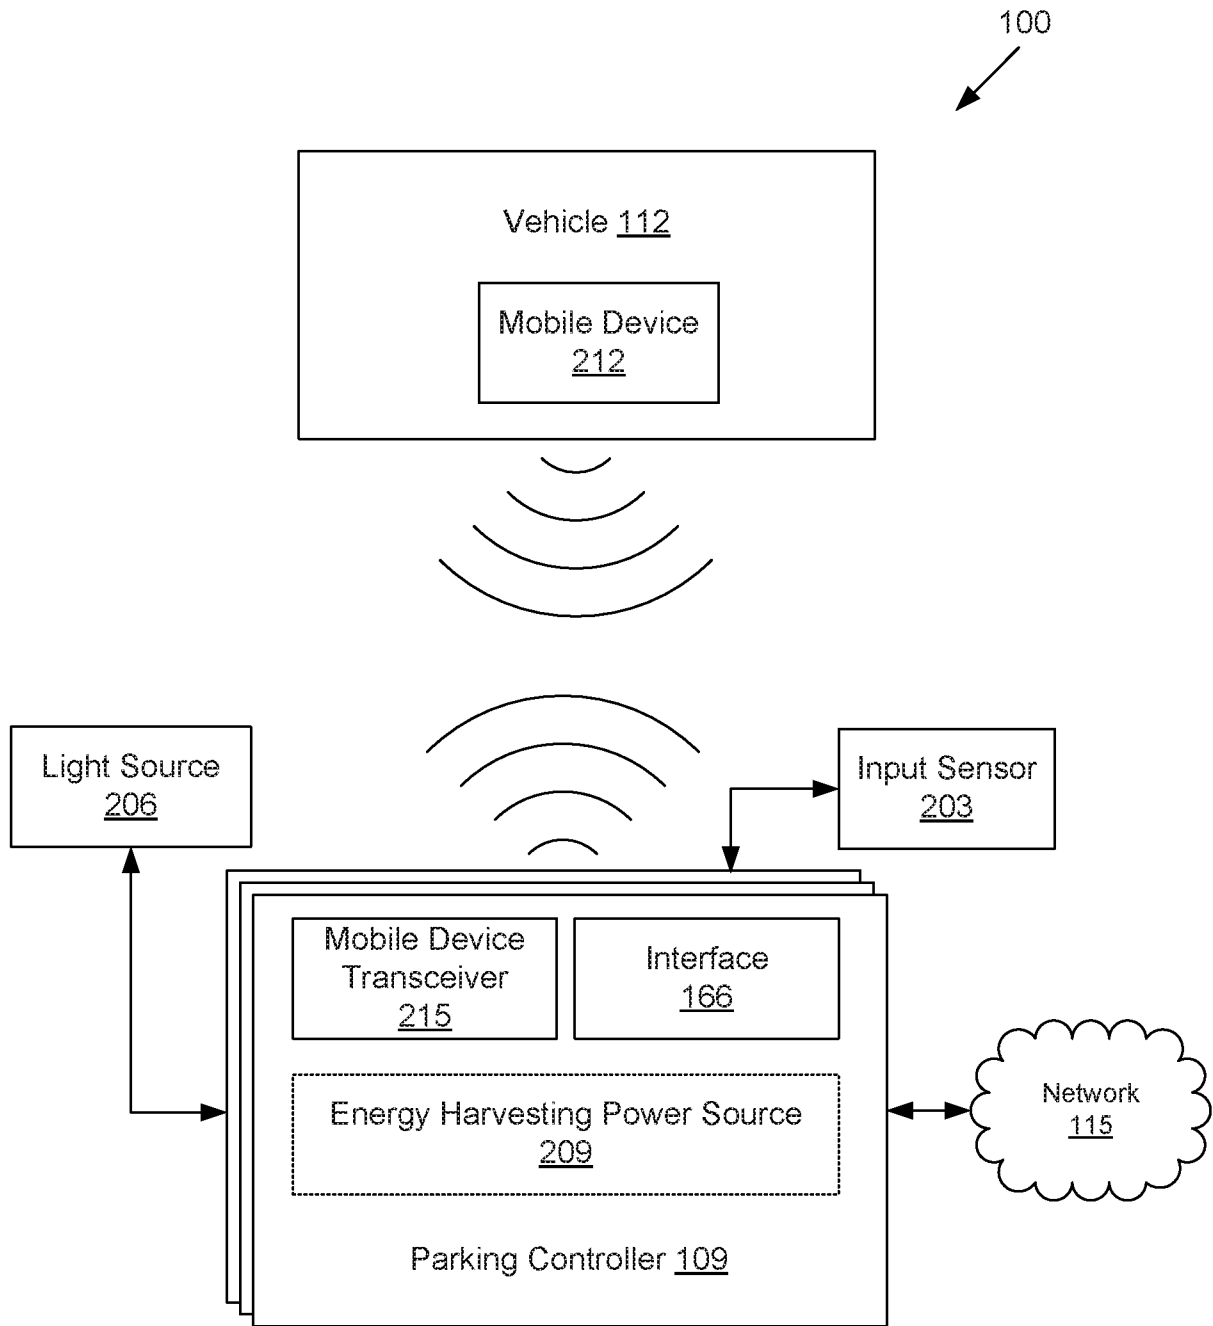 100
Vehicle 112
Mobile Device
212
Light Source
206
Input Sensor
203
Mobile Device
Transceiver
215
Interface
166
Energy Harvesting Power Source
209
Network
115
Parking Controller 109